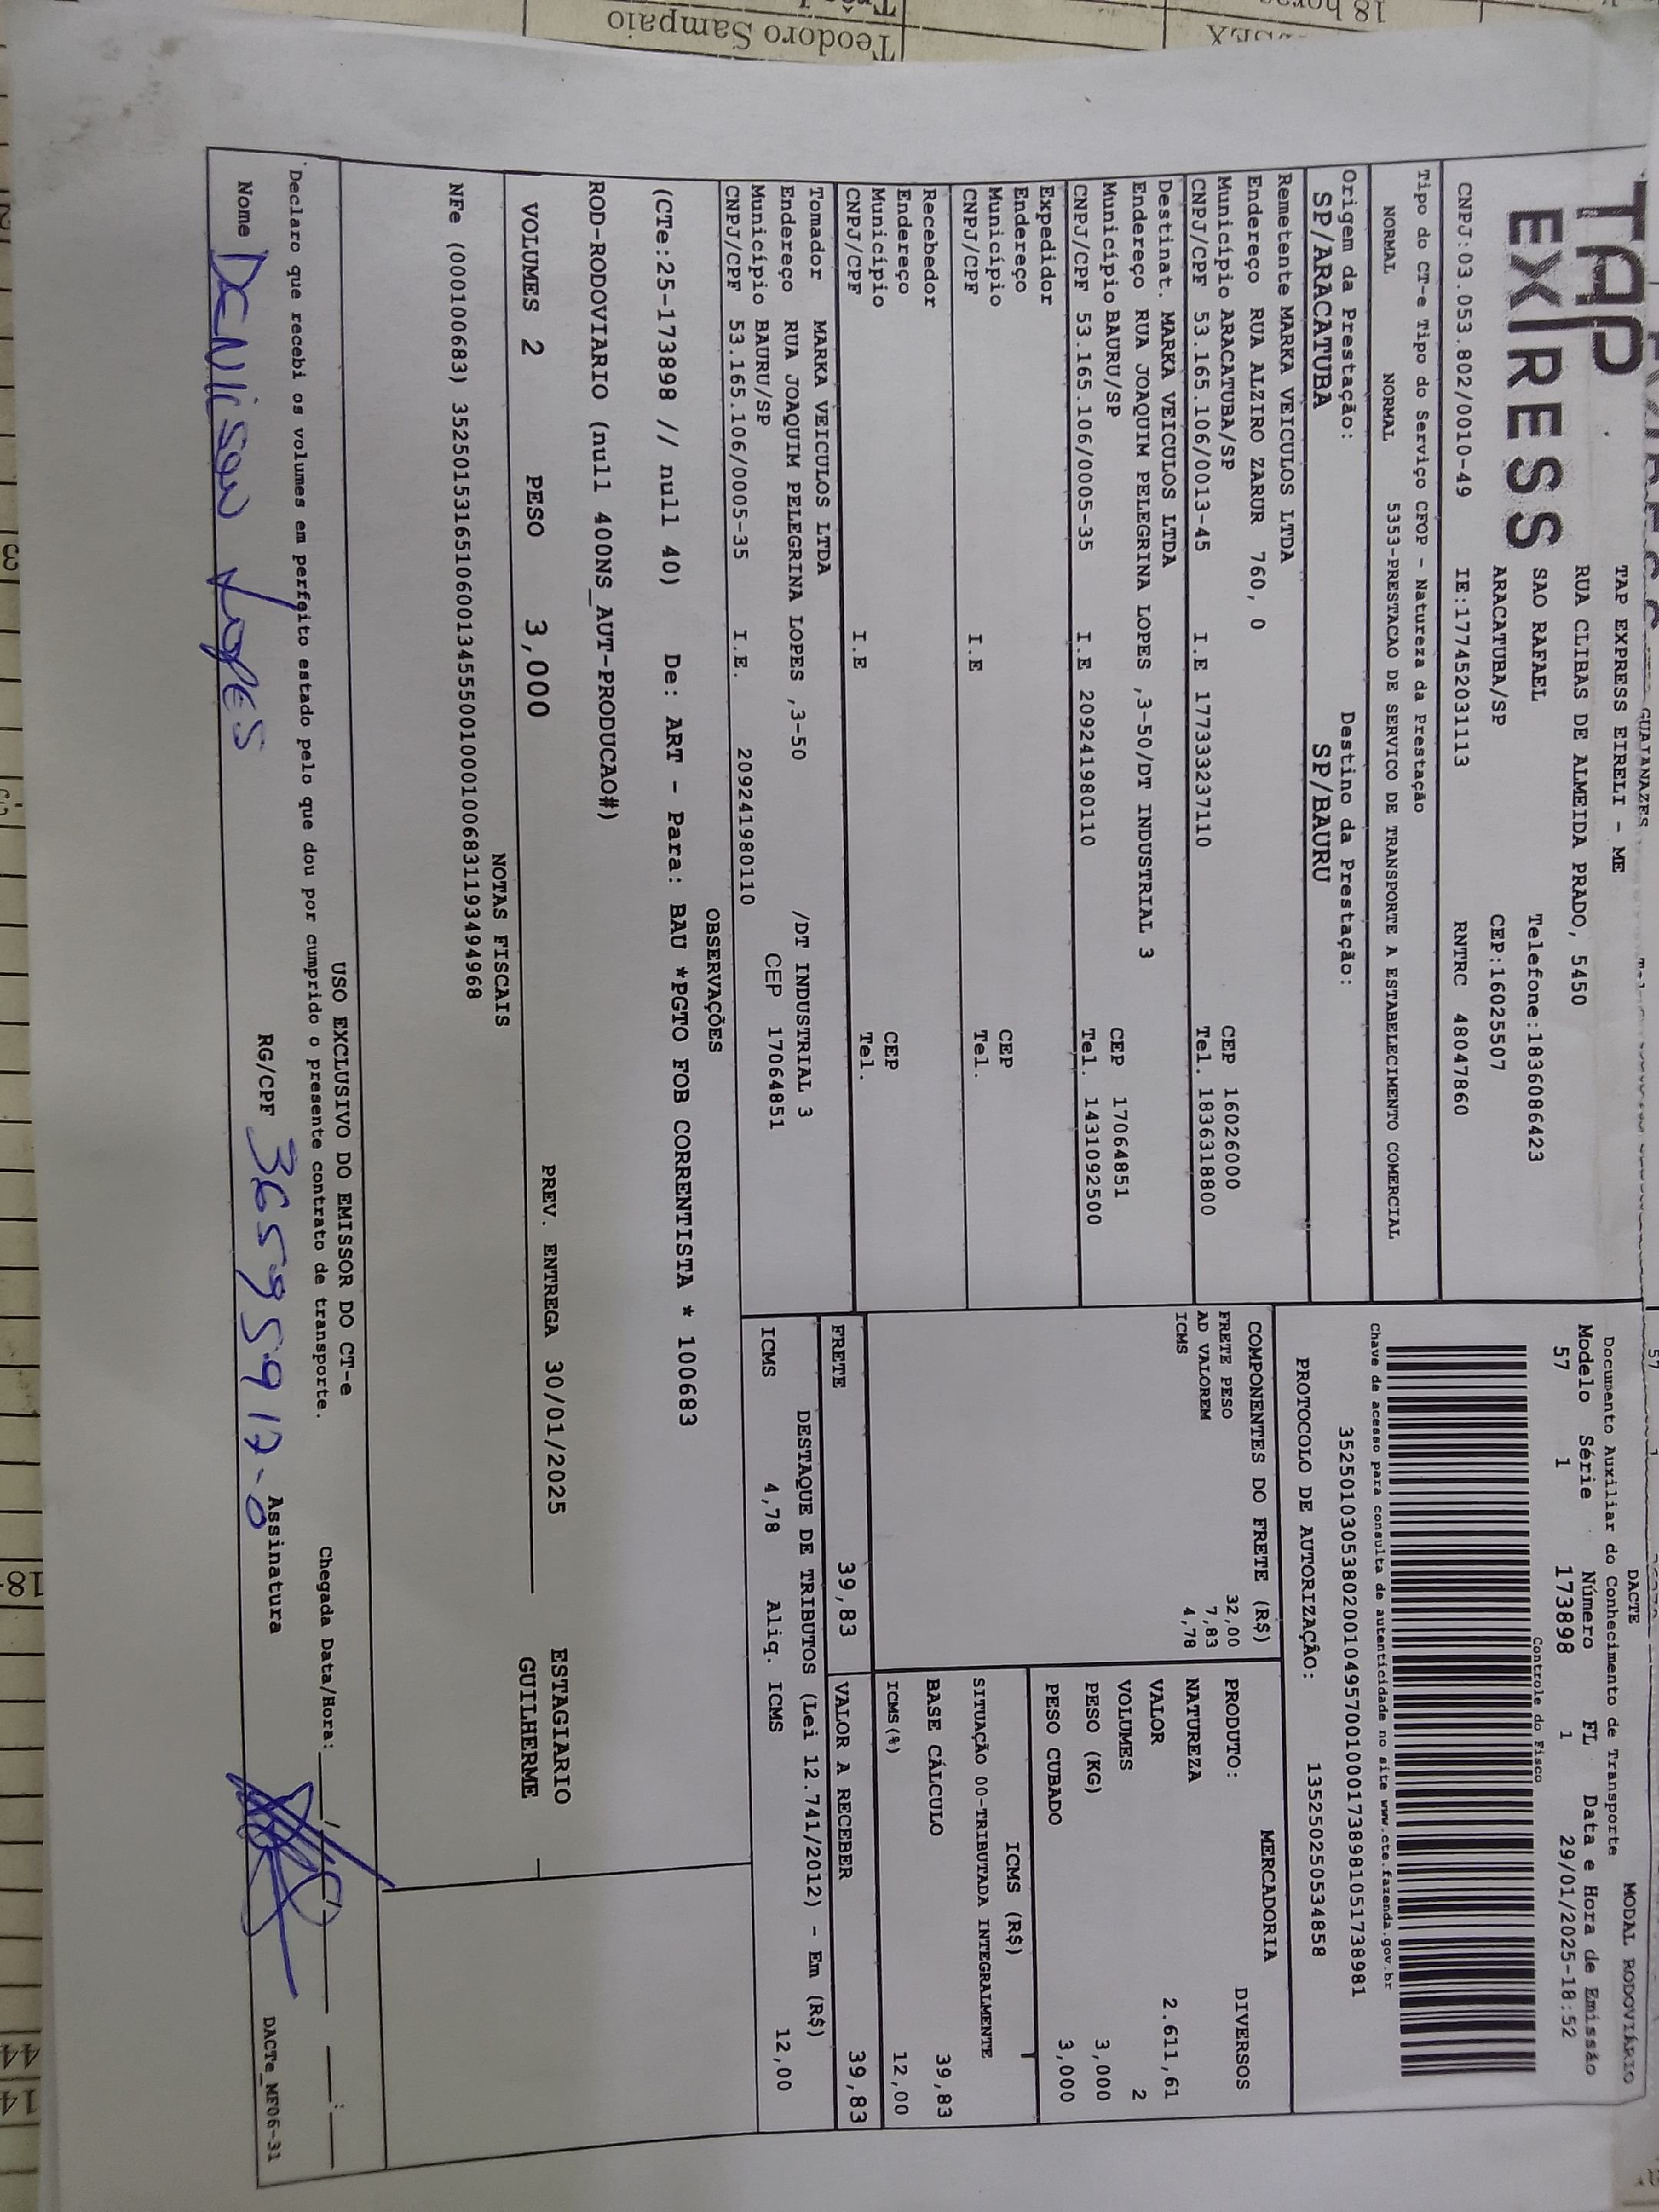 TAP
EXPRESS
TAP EXPRESS EIRELI - ME
RUA CLIBAS DE ALMEIDA PRADO, 5450
SAO RAFAEL Telefone:1836086423
ARACATUBA/SP CEP:16025507
CNPJ:03.053.802/0010-49 IE:177452031113 RNTRC 48047860
Tipo do CT-e Tipo do Serviço CFOP - Natureza da Prestação
NORMAL NORMAL 5353-PRESTACAO DE SERVICO DE TRANSPORTE A ESTABELECIMENTO COMERCIAL
Origem da Prestação: Destino da Prestação:
SP/ARACATUBA SP/BAURU
DACTE MODAL RODOVIÁRIO
Documento Auxiliar do Conhecimento de Transporte
Modelo Série Número FL Data e Hora de Emissão
57 1 173898 1 29/01/2025-18:52
Controle do Fisco
Chave de acesso para consulta de autenticidade no site www.cte.fazenda.gov.br
35250103053802001049570010001738981051738981
PROTOCOLO DE AUTORIZAÇÃO: 135250250534858
Remetente MARKA VEICULOS LTDA
Endereço RUA ALZIRO ZARUR 760, 0
Município ARACATUBA/SP CEP 16026000
CNPJ/CPF 53.165.106/0013-45 I.E 177333237110 Tel. 1836318800
Destinat. MARKA VEICULOS LTDA
Endereço RUA JOAQUIM PELEGRINA LOPES ,3-50/DT INDUSTRIAL 3
Município BAURU/SP CEP 17064851
CNPJ/CPF 53.165.106/0005-35 I.E 209241980110 Tel. 1431092500
Expedidor
Endereço
Município CEP
CNPJ/CPF I.E Tel.
Recebedor
Endereço
Município CEP
CNPJ/CPF I.E Tel.
Tomador MARKA VEICULOS LTDA
Endereço RUA JOAQUIM PELEGRINA LOPES ,3-50 /DT INDUSTRIAL 3
Município BAURU/SP CEP 17064851
CNPJ/CPF 53.165.106/0005-35 I.E. 209241980110
COMPONENTES DO FRETE (R$)
FRETE PESO 32,00
AD VALOREM 7,83
ICMS 4,78
MERCADORIA
PRODUTO: DIVERSOS
NATUREZA
VALOR 2.611,61
VOLUMES 2
PESO (KG) 3,000
PESO CUBADO 3,000
ICMS (R$)
SITUAÇÃO 00-TRIBUTADA INTEGRALMENTE
BASE CÁLCULO 39,83
ICMS(%) 12,00
FRETE 39,83 VALOR A RECEBER 39,83
DESTAQUE DE TRIBUTOS (Lei 12.741/2012) - Em (R$)
ICMS 4,78 Aliq. ICMS 12,00
OBSERVAÇÕES
(CTe:25-173898 // null 40) De: ART - Para: BAU *PGTO FOB CORRENTISTA * 100683
ROD-RODOVIARIO (null 400NS_AUT-PRODUCAO#)
VOLUMES 2 PESO 3,000 PREV. ENTREGA 30/01/2025
ESTAGIARIO
GUILHERME
NOTAS FISCAIS
NFe (000100683) 35250153165106001345550010001006831193494968
USO EXCLUSIVO DO EMISSOR DO CT-e
Declaro que recebi os volumes em perfeito estado pelo que dou por cumprido o presente contrato de transporte.
Chegada Data/Hora:
Nome Denilson Lopes RG/CPF 36595917-0 Assinatura
DACTe_MF06-31
Teodoro Sampaio